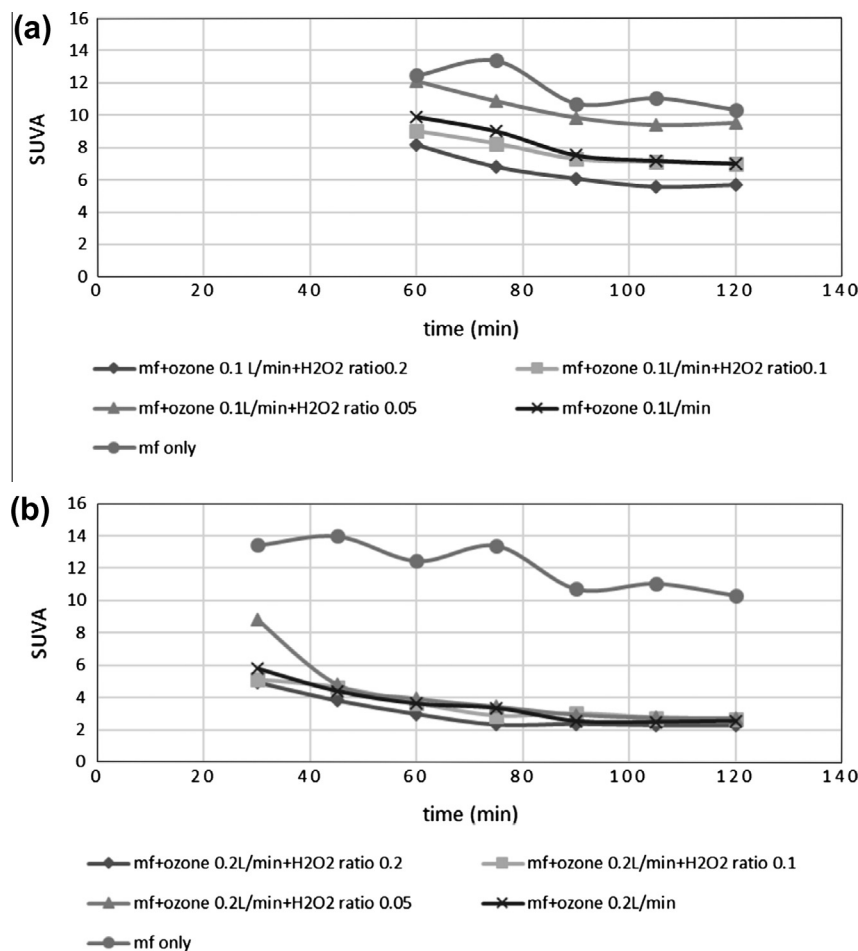 (a)
16
14
12
10
8
6
4
2
0
SUVA
0 20 40 60 80 100 120 140
time (min)
mf+ozone 0.1 L/min+H2O2 ratio0.2
mf+ozone 0.1L/min+H2O2 ratio0.1
mf+ozone 0.1L/min+H2O2 ratio 0.05
mf+ozone 0.1L/min
mf only
(b)
16
14
12
10
8
6
4
2
0
SUVA
0 20 40 60 80 100 120 140
time (min)
mf+ozone 0.2L/min+H2O2 ratio 0.2
mf+ozone 0.2L/min+H2O2 ratio 0.1
mf+ozone 0.2L/min+H2O2 ratio 0.05
mf+ozone 0.2L/min
mf only